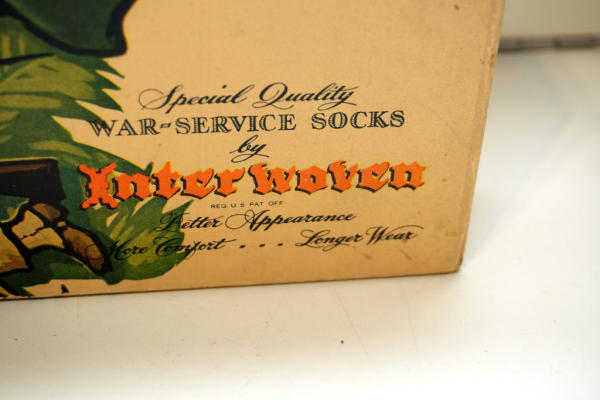 Special Quality
WAR-SERVICE SOCKS
by
Interwoven
REG. U.S. PAT. OFF
Better Appearance
More Comfort . . . Longer Wear